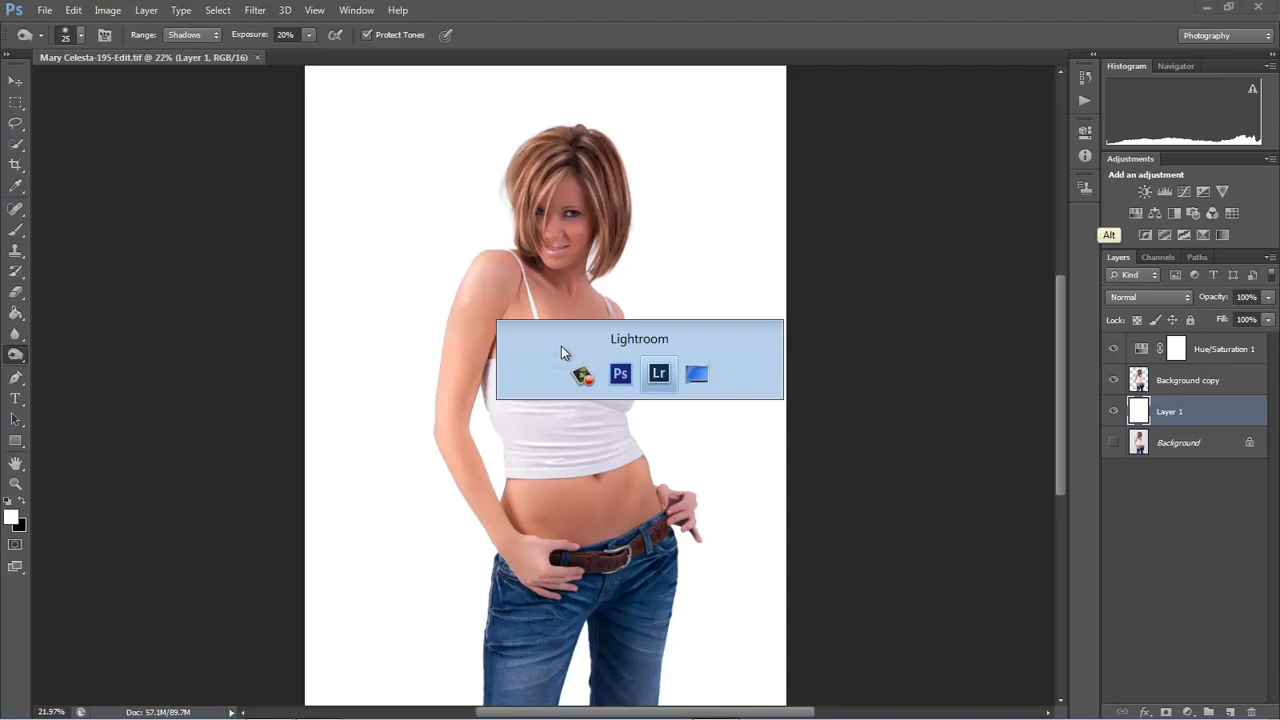 Ps File Edit Image Layer Type Select Filter 3D View Window Help
25 Range: Shadows Exposure: 20% Protect Tones Photography
Mary Celesta-195-Edit.tif @ 22% (Layer 1, RGB/16) ×
Histogram Navigator
Adjustments
Add an adjustment
Alt
Layers Channels Paths
Kind
Normal Opacity: 100%
Lock: Fill: 100%
Lightroom
Ps Lr
Hue/Saturation 1
Background copy
Layer 1
Background
T
21.97% Doc: 57.1M/89.7M
fx